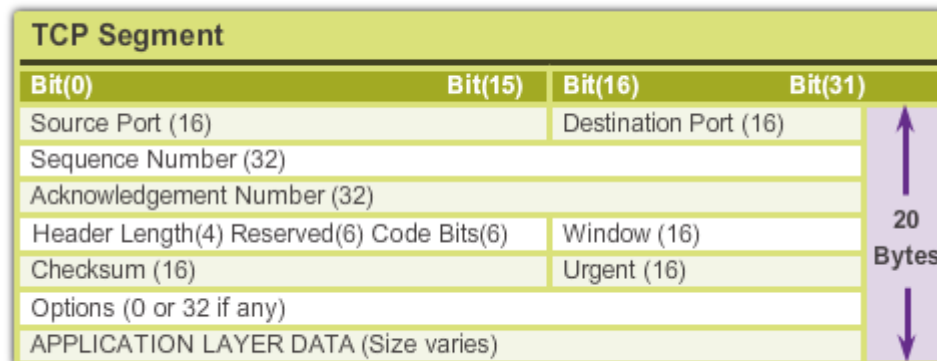 TCP Segment
Bit(0) Bit(15) Bit(16) Bit(31)
Source Port (16) Destination Port (16)
Sequence Number (32)
Acknowledgement Number (32)
Header Length(4) Reserved(6) Code Bits(6) Window (16)
Checksum (16) Urgent (16)
Options (0 or 32 if any)
APPLICATION LAYER DATA (Size varies)
20
Bytes